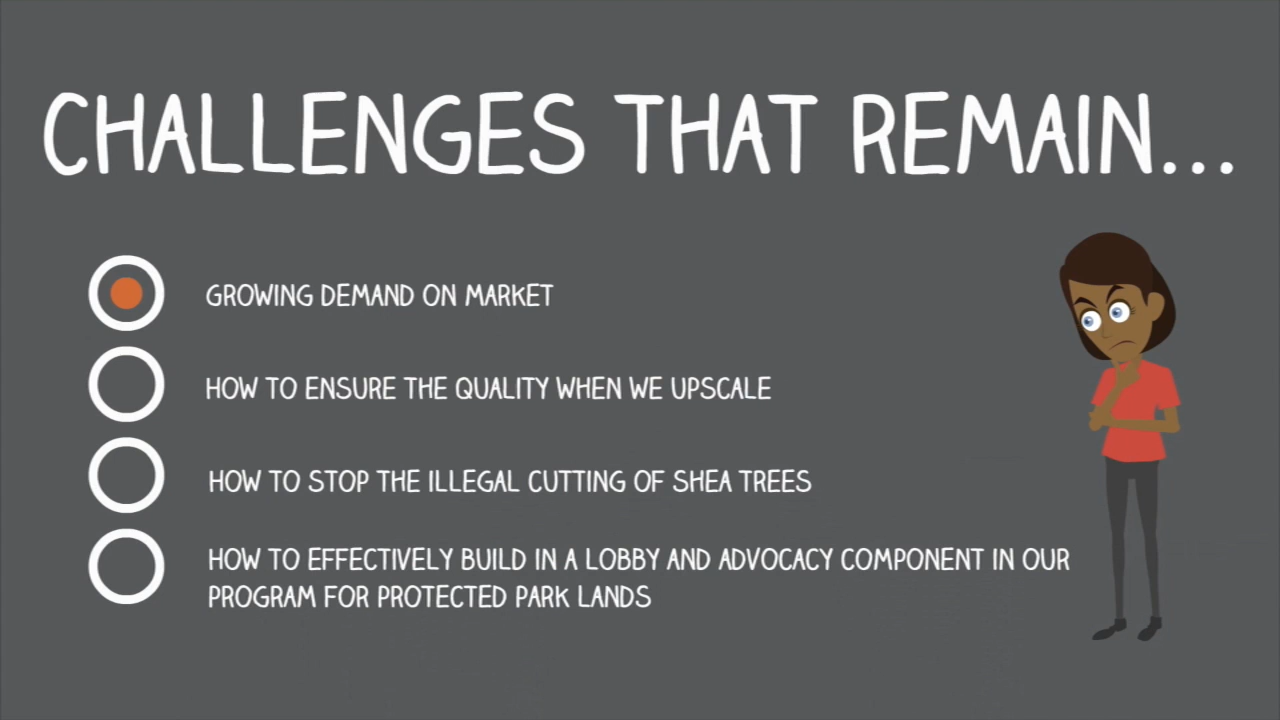 CHALLENGES THAT REMAIN...
GROWING DEMAND ON MARKET
HOW TO ENSURE THE QUALITY WHEN WE UPSCALE
HOW TO STOP THE ILLEGAL CUTTING OF SHEA TREES
HOW TO EFFECTIVELY BUILD IN A LOBBY AND ADVOCACY COMPONENT IN OUR
PROGRAM FOR PROTECTED PARK LANDS